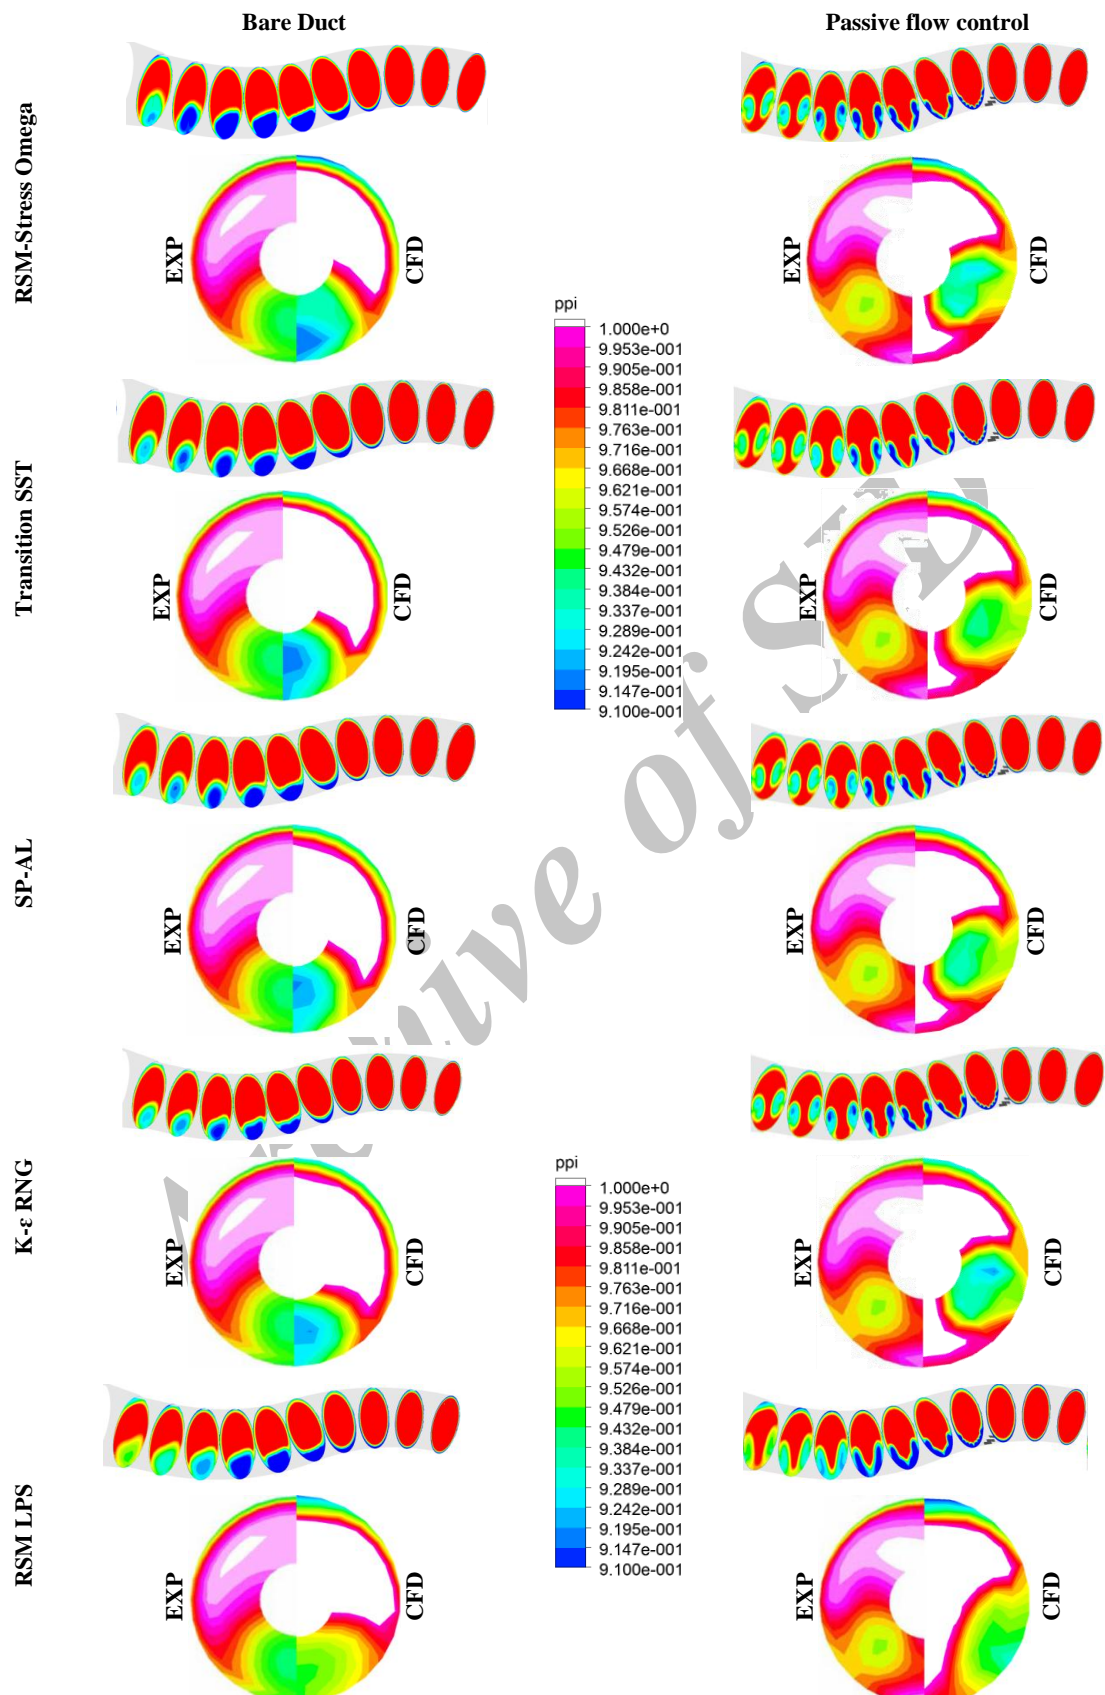 Bare Duct
Passive flow control
RSM-Stress Omega
EXP
CFD
EXP
CFD
ppi
1.000e+0
9.953e-001
9.905e-001
9.858e-001
9.811e-001
9.763e-001
9.716e-001
9.668e-001
9.621e-001
9.574e-001
9.526e-001
9.479e-001
9.432e-001
9.384e-001
9.337e-001
9.289e-001
9.242e-001
9.195e-001
9.147e-001
9.100e-001
Transition SST
EXP
CFD
EXP
CFD
SP-AL
EXP
CFD
EXP
CFD
K-ε RNG
EXP
CFD
EXP
CFD
ppi
1.000e+0
9.953e-001
9.905e-001
9.858e-001
9.811e-001
9.763e-001
9.716e-001
9.668e-001
9.621e-001
9.574e-001
9.526e-001
9.479e-001
9.432e-001
9.384e-001
9.337e-001
9.289e-001
9.242e-001
9.195e-001
9.147e-001
9.100e-001
RSM LPS
EXP
CFD
EXP
CFD
Archive of SID